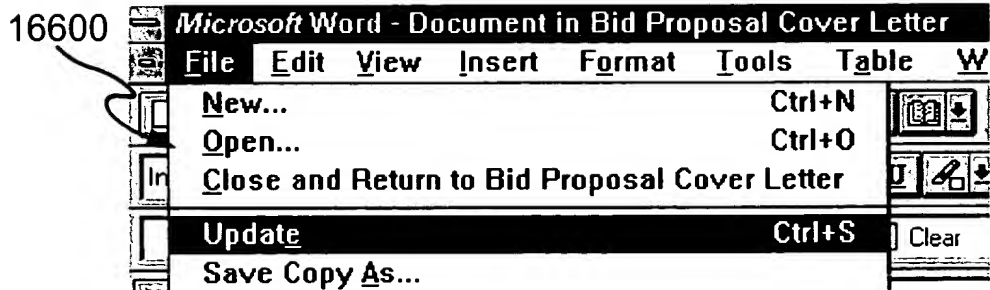 16600
Microsoft Word - Document in Bid Proposal Cover Letter
File Edit View Insert Format Tools Table W
New... Ctrl+N
Open... Ctrl+O
In
Close and Return to Bid Proposal Cover Letter U
Update Ctrl+S Clear
Save Copy As...